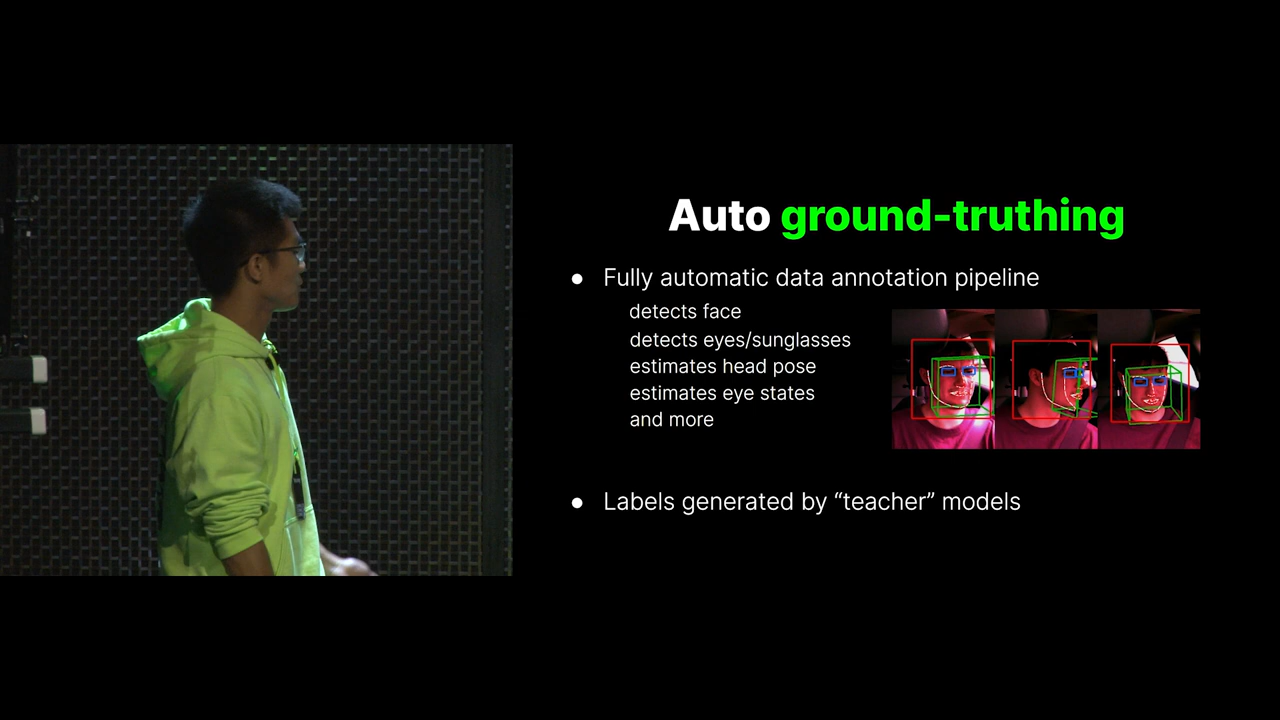 Auto ground-truthing
● Fully automatic data annotation pipeline
detects face
detects eyes/sunglasses
estimates head pose
estimates eye states
and more
● Labels generated by “teacher” models